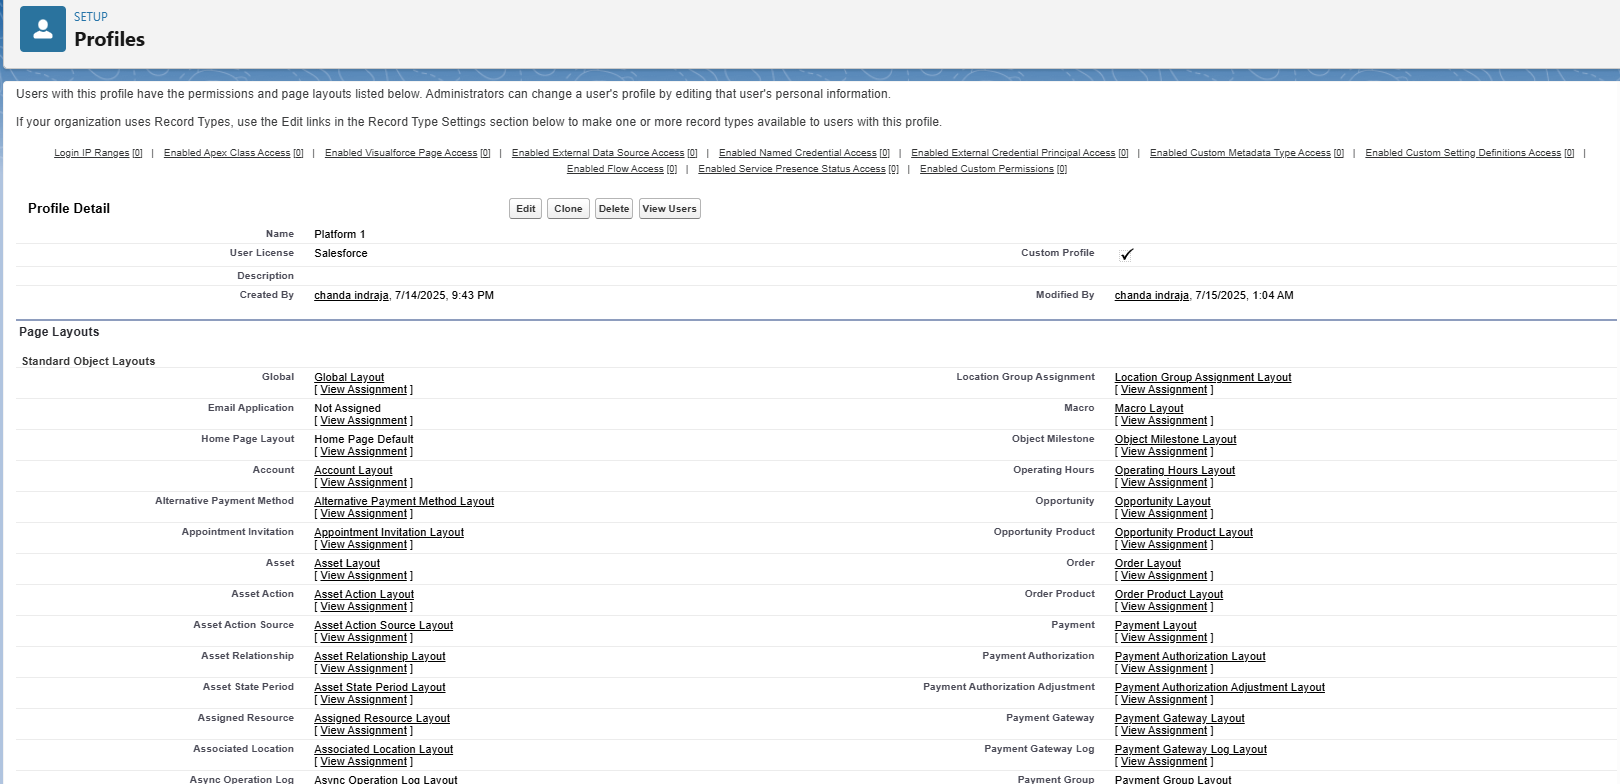 SETUP
Profiles
Users with this profile have the permissions and page layouts listed below. Administrators can change a user's profile by editing that user's personal information.
If your organization uses Record Types, use the Edit links in the Record Type Settings section below to make one or more record types available to users with this profile.
Login IP Ranges [0] | Enabled Apex Class Access [0] | Enabled Visualforce Page Access [0] | Enabled External Data Source Access [0] | Enabled Named Credential Access [0] | Enabled External Credential Principal Access [0] | Enabled Custom Metadata Type Access [0] | Enabled Custom Setting Definitions Access [0] |
Enabled Flow Access [0] | Enabled Service Presence Status Access [0] | Enabled Custom Permissions [0]
Profile Detail Edit Clone Delete View Users
Name Platform 1
User License Salesforce Custom Profile ✓
Description
Created By chanda indraja, 7/14/2025, 9:43 PM Modified By chanda indraja, 7/15/2025, 1:04 AM
Page Layouts
Standard Object Layouts
Global Global Layout Location Group Assignment Location Group Assignment Layout
[ View Assignment ] [ View Assignment ]
Email Application Not Assigned Macro Macro Layout
[ View Assignment ] [ View Assignment ]
Home Page Layout Home Page Default Object Milestone Object Milestone Layout
[ View Assignment ] [ View Assignment ]
Account Account Layout Operating Hours Operating Hours Layout
[ View Assignment ] [ View Assignment ]
Alternative Payment Method Alternative Payment Method Layout Opportunity Opportunity Layout
[ View Assignment ] [ View Assignment ]
Appointment Invitation Appointment Invitation Layout Opportunity Product Opportunity Product Layout
[ View Assignment ] [ View Assignment ]
Asset Asset Layout Order Order Layout
[ View Assignment ] [ View Assignment ]
Asset Action Asset Action Layout Order Product Order Product Layout
[ View Assignment ] [ View Assignment ]
Asset Action Source Asset Action Source Layout Payment Payment Layout
[ View Assignment ] [ View Assignment ]
Asset Relationship Asset Relationship Layout Payment Authorization Payment Authorization Layout
[ View Assignment ] [ View Assignment ]
Asset State Period Asset State Period Layout Payment Authorization Adjustment Payment Authorization Adjustment Layout
[ View Assignment ] [ View Assignment ]
Assigned Resource Assigned Resource Layout Payment Gateway Payment Gateway Layout
[ View Assignment ] [ View Assignment ]
Associated Location Associated Location Layout Payment Gateway Log Payment Gateway Log Layout
[ View Assignment ] [ View Assignment ]
Async Operation Log Async Operation Log Layout Payment Group Payment Group Layout